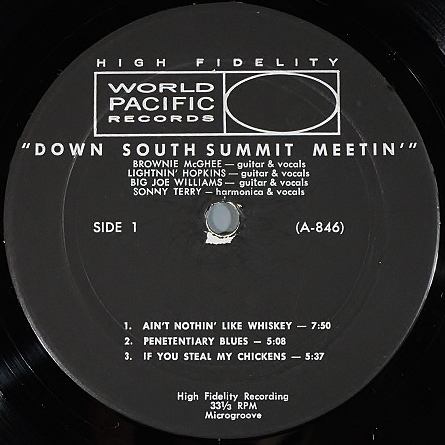 HIGH FIDELITY
WORLD
PACIFIC
RECORDS
"DOWN SOUTH SUMMIT MEETIN'"
BROWNIE McGHEE — guitar & vocals
LIGHTNIN' HOPKINS — guitar & vocals
BIG JOE WILLIAMS — guitar & vocals
SONNY TERRY — harmonica & vocals
SIDE 1 (A-846)
1. AIN'T NOTHIN' LIKE WHISKEY — 7:50
2. PENETENTIARY BLUES — 5:08
3. IF YOU STEAL MY CHICKENS — 5:37
High Fidelity Recording
33⅓ RPM
Microgroove